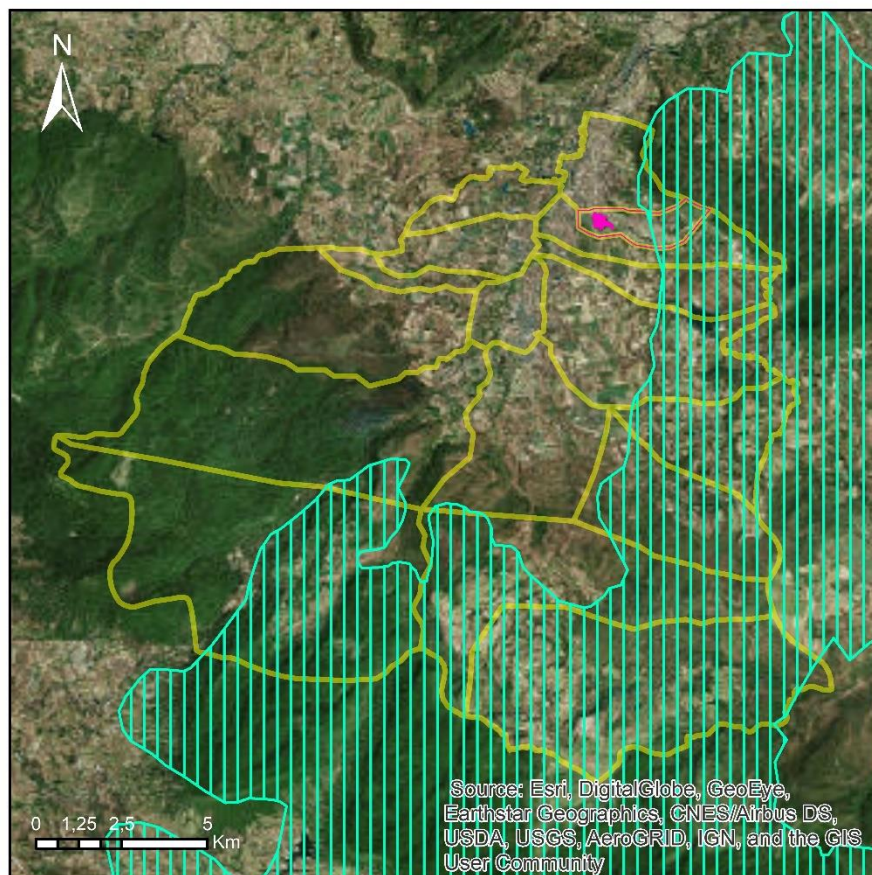 N
Source: Esri, DigitalGlobe, GeoEye,
Earthstar Geographics, CNES/Airbus DS,
USDA, USGS, AeroGRID, IGN, and the GIS
User Community
0 1,25 2,5 5
Km